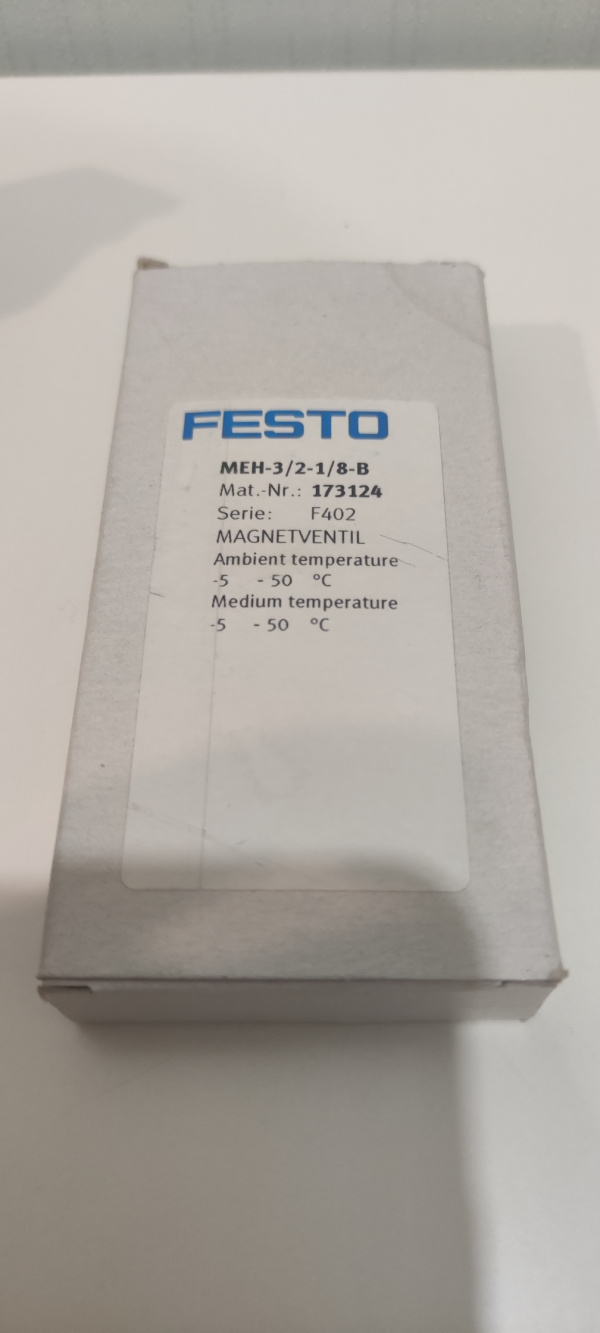 FESTO
MEH-3/2-1/8-B
Mat.-Nr.: 173124
Serie: F402
MAGNETVENTIL
Ambient temperature
-5 - 50 °C
Medium temperature
-5 - 50 °C